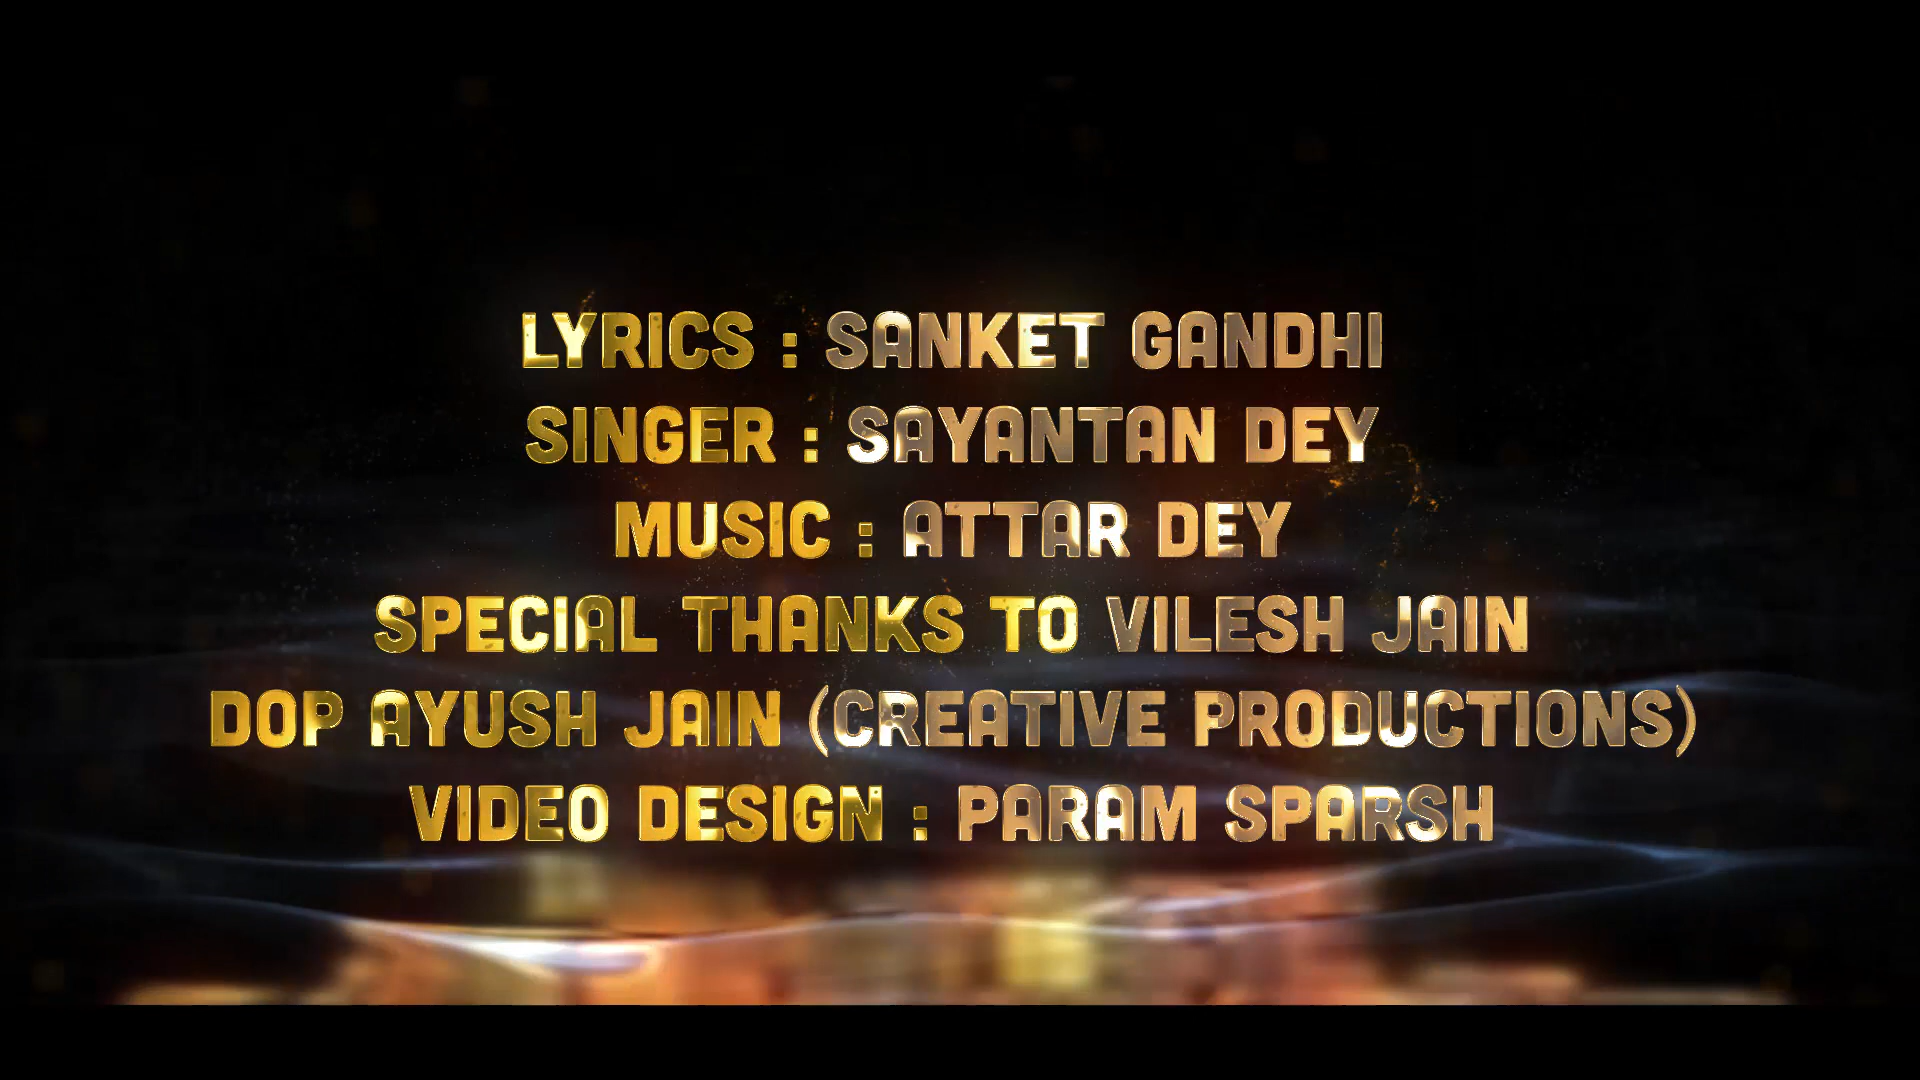 LYRICS : SANKET GANDHI
SINGER : SAYANTAN DEY
MUSIC : ATTAR DEY
SPECIAL THANKS TO VILESH JAIN
DOP AYUSH JAIN (CREATIVE PRODUCTIONS)
VIDEO DESIGN : PARAM SPARSH